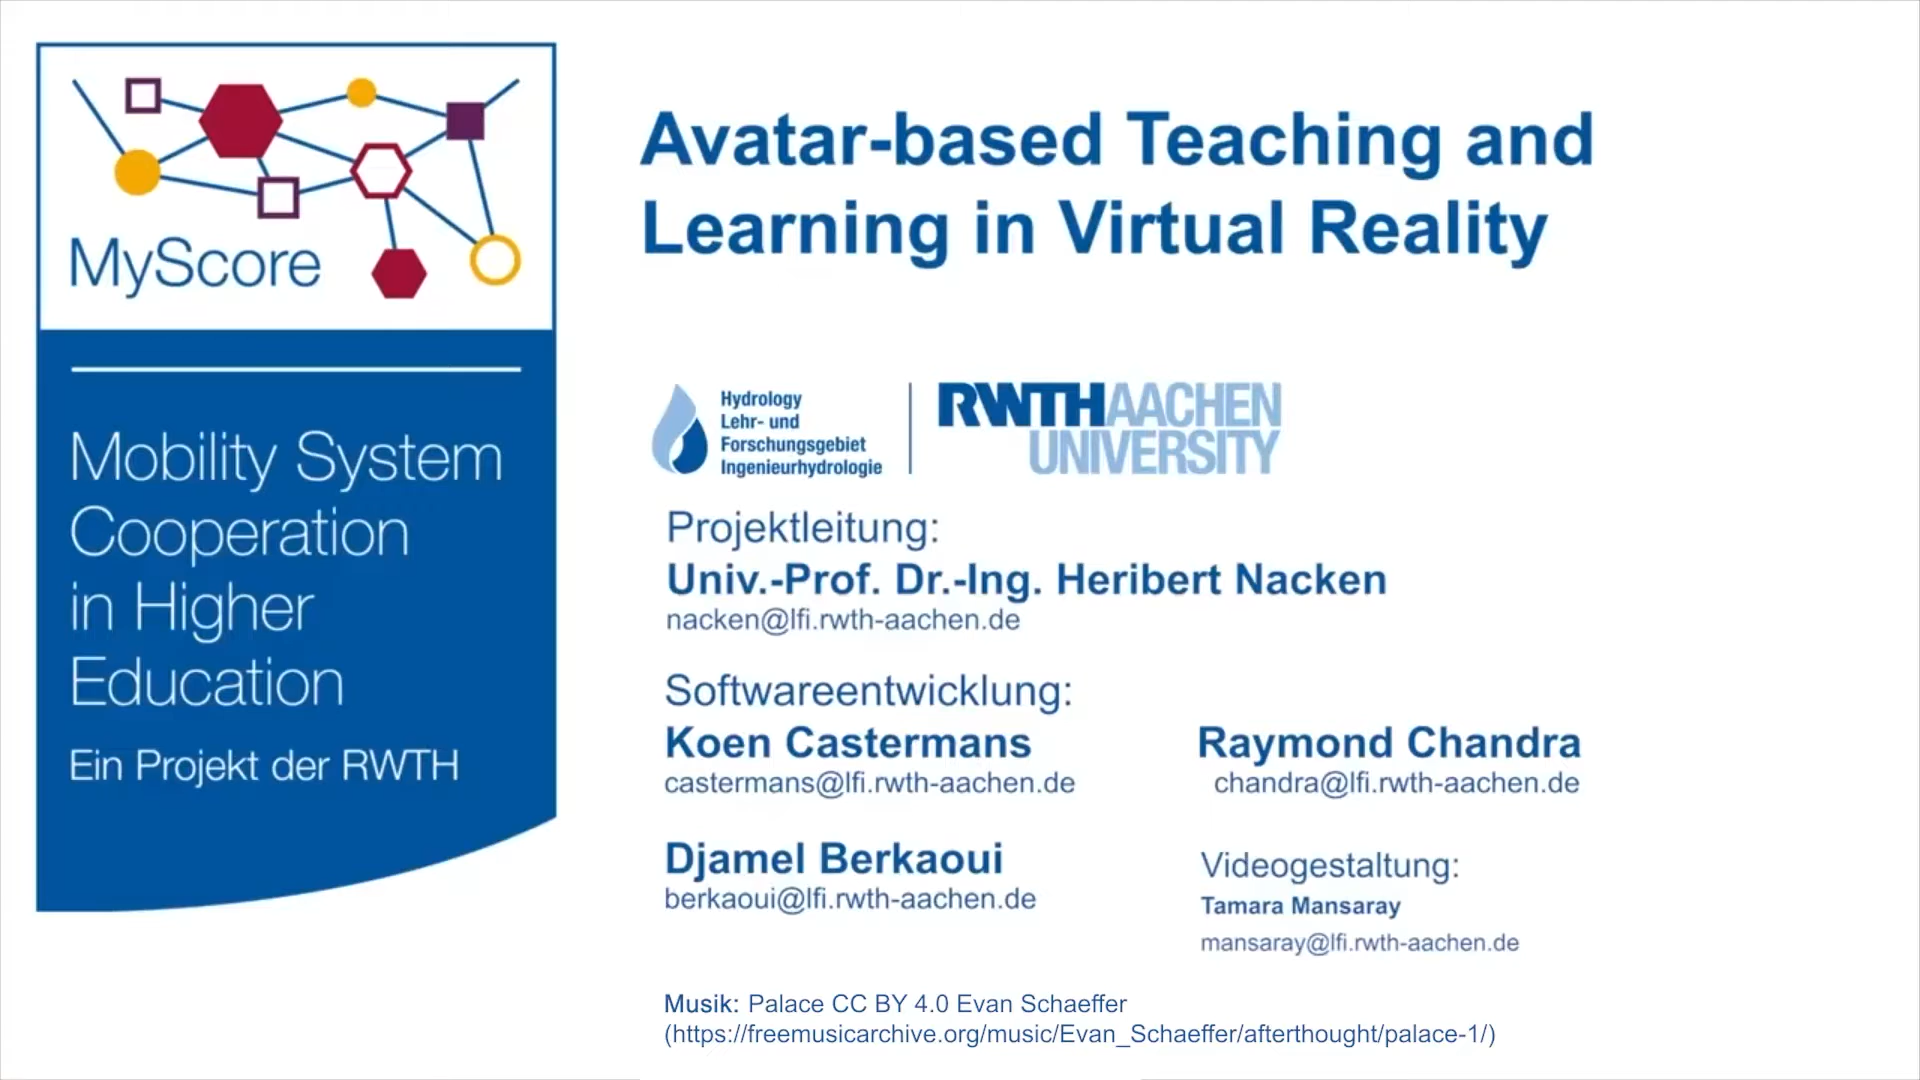 MyScore
Mobility System
Cooperation
in Higher
Education
Ein Projekt der RWTH
Avatar-based Teaching and
Learning in Virtual Reality
Hydrology
Lehr- und
Forschungsgebiet
Ingenieurhydrologie
RWTHAACHEN
UNIVERSITY
Projektleitung:
Univ.-Prof. Dr.-Ing. Heribert Nacken
nacken@lfi.rwth-aachen.de
Softwareentwicklung:
Koen Castermans
castermans@lfi.rwth-aachen.de
Raymond Chandra
chandra@lfi.rwth-aachen.de
Djamel Berkaoui
berkaoui@lfi.rwth-aachen.de
Videogestaltung:
Tamara Mansaray
mansaray@lfi.rwth-aachen.de
Musik: Palace CC BY 4.0 Evan Schaeffer
(https://freemusicarchive.org/music/Evan_Schaeffer/afterthought/palace-1/)